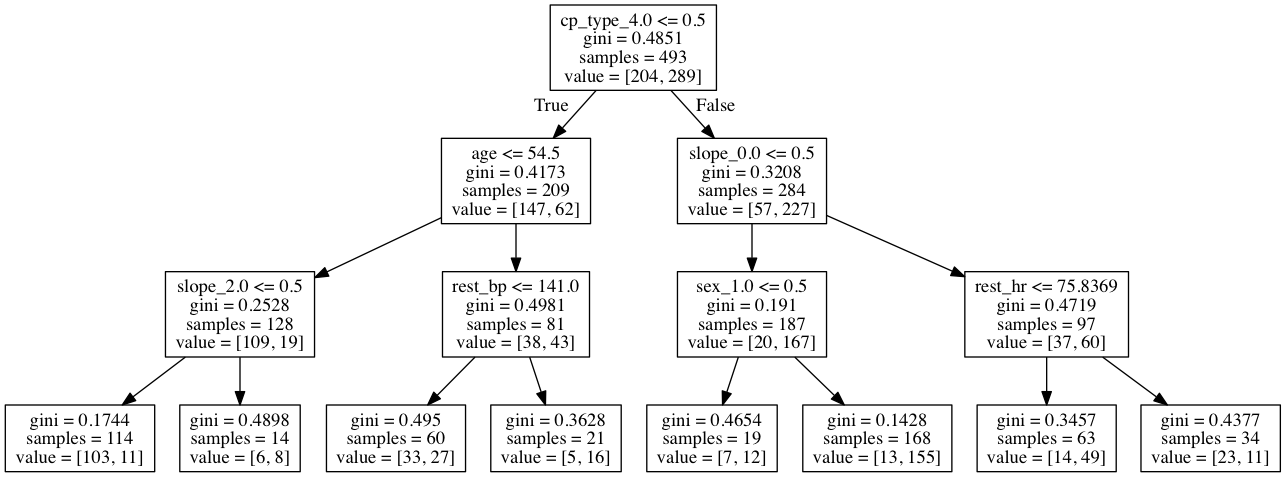 cp_type_4.0 <= 0.5
gini = 0.4851
samples = 493
value = [204, 289]
True
False
age <= 54.5
gini = 0.4173
samples = 209
value = [147, 62]
slope_0.0 <= 0.5
gini = 0.3208
samples = 284
value = [57, 227]
slope_2.0 <= 0.5
gini = 0.2528
samples = 128
value = [109, 19]
rest_bp <= 141.0
gini = 0.4981
samples = 81
value = [38, 43]
sex_1.0 <= 0.5
gini = 0.191
samples = 187
value = [20, 167]
rest_hr <= 75.8369
gini = 0.4719
samples = 97
value = [37, 60]
gini = 0.1744
samples = 114
value = [103, 11]
gini = 0.4898
samples = 14
value = [6, 8]
gini = 0.495
samples = 60
value = [33, 27]
gini = 0.3628
samples = 21
value = [5, 16]
gini = 0.4654
samples = 19
value = [7, 12]
gini = 0.1428
samples = 168
value = [13, 155]
gini = 0.3457
samples = 63
value = [14, 49]
gini = 0.4377
samples = 34
value = [23, 11]